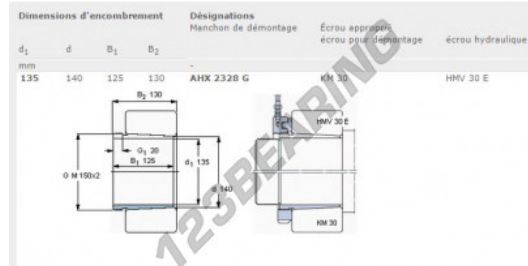 Dimensions d'encombrement Désignations
Manchon de démontage Écrou approprié
écrou pour démontage écrou hydraulique
d1 d B1 B2
mm -
135 140 125 130 AHX 2328 G KM 30 HMV 30 E
B2 130
HMV 30 E
G1 20
B1 125
d1 135
G M 150x2
d 140
KM 30
123BEARING